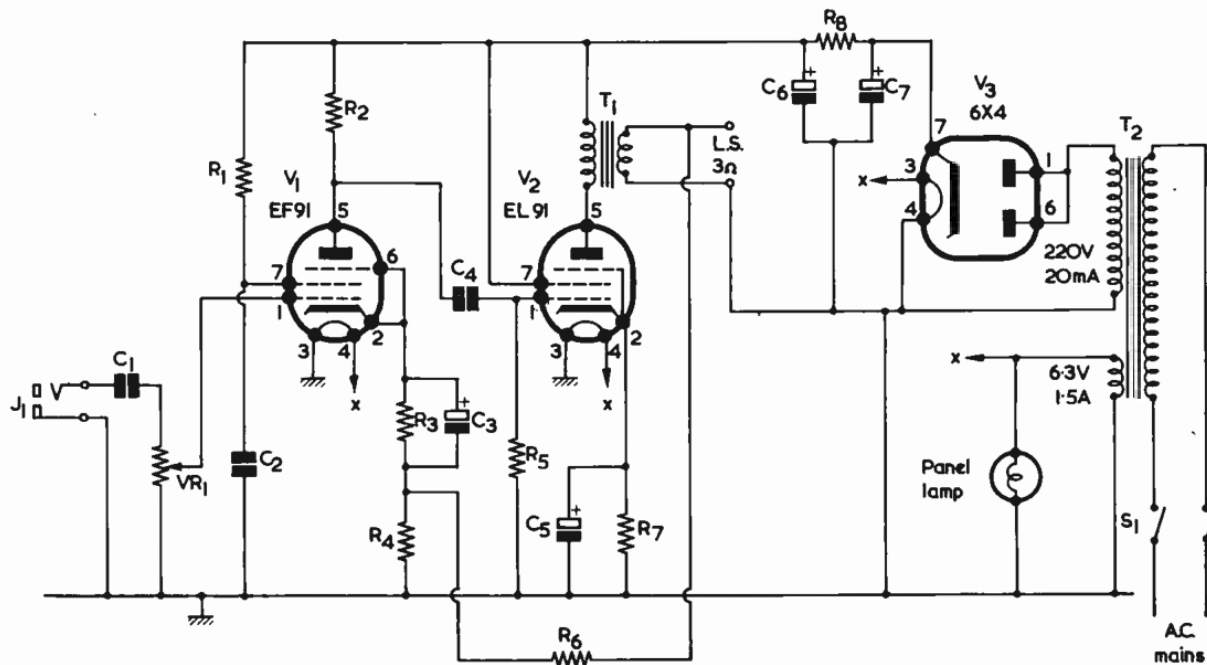 R8
C6
C7
V3
6X4
T1
T2
R2
R1
L.S.
3Ω
V1
EF91
V2
EL91
7
3
4
1
6
x
5
6
7
1
2
3
4
x
C4
5
7
1
2
3
4
x
220V
20mA
C1
J1
V
VR1
C2
R3
C3
R4
R5
C5
R7
x
6·3V
1·5A
Panel
lamp
S1
R6
A.C.
mains